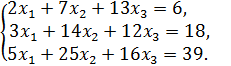 2x₁ + 7x₂ + 13x₃ = 6,
3x₁ + 14x₂ + 12x₃ = 18,
5x₁ + 25x₂ + 16x₃ = 39.